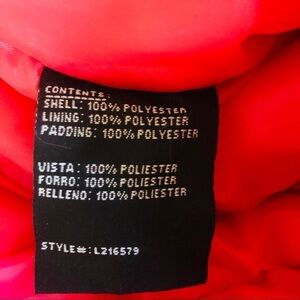 CONTENTS:
SHELL: 100% POLYESTER
LINING: 100% POLYESTER
PADDING: 100% POLYESTER
VISTA: 100% POLIESTER
FORRO: 100% POLIESTER
RELLENO: 100% POLIESTER
STYLE#: L216579